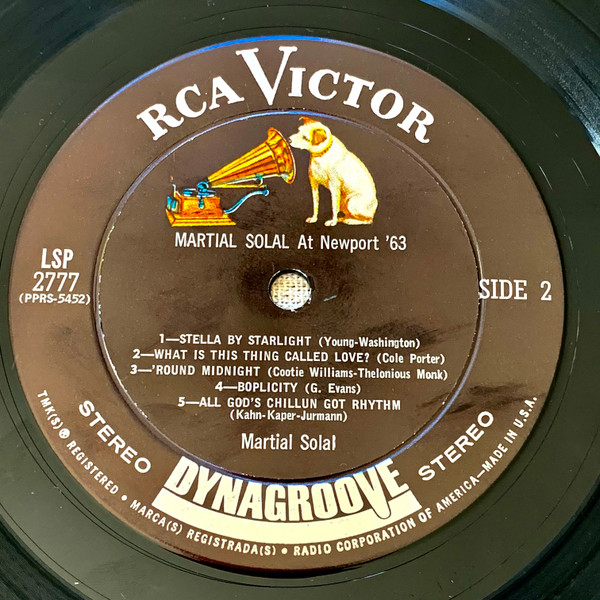 RCA VICTOR
MARTIAL SOLAL At Newport '63
LSP
2777
(PPRS-5452)
SIDE 2
1—STELLA BY STARLIGHT (Young-Washington)
2—WHAT IS THIS THING CALLED LOVE? (Cole Porter)
3—'ROUND MIDNIGHT (Cootie Williams-Thelonious Monk)
4—BOPLICITY (G. Evans)
5—ALL GOD'S CHILLUN GOT RHYTHM
(Kahn-Kaper-Jurmann)
Martial Solal
STEREO
DYNAGROOVE
STEREO
TMK(S) ® REGISTERED • MARCA(S) REGISTRADA(S) • RADIO CORPORATION OF AMERICA—MADE IN U.S.A.